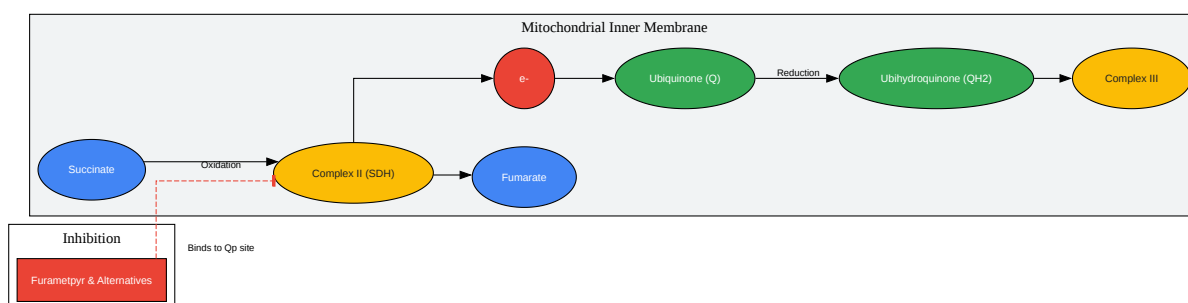 Mitochondrial Inner Membrane
e-
Ubiquinone (Q)
Reduction
Ubihydroquinone (QH2)
Complex III
Succinate
Oxidation
Complex II (SDH)
Fumarate
Inhibition
Binds to Qp site
Furametpyr & Alternatives